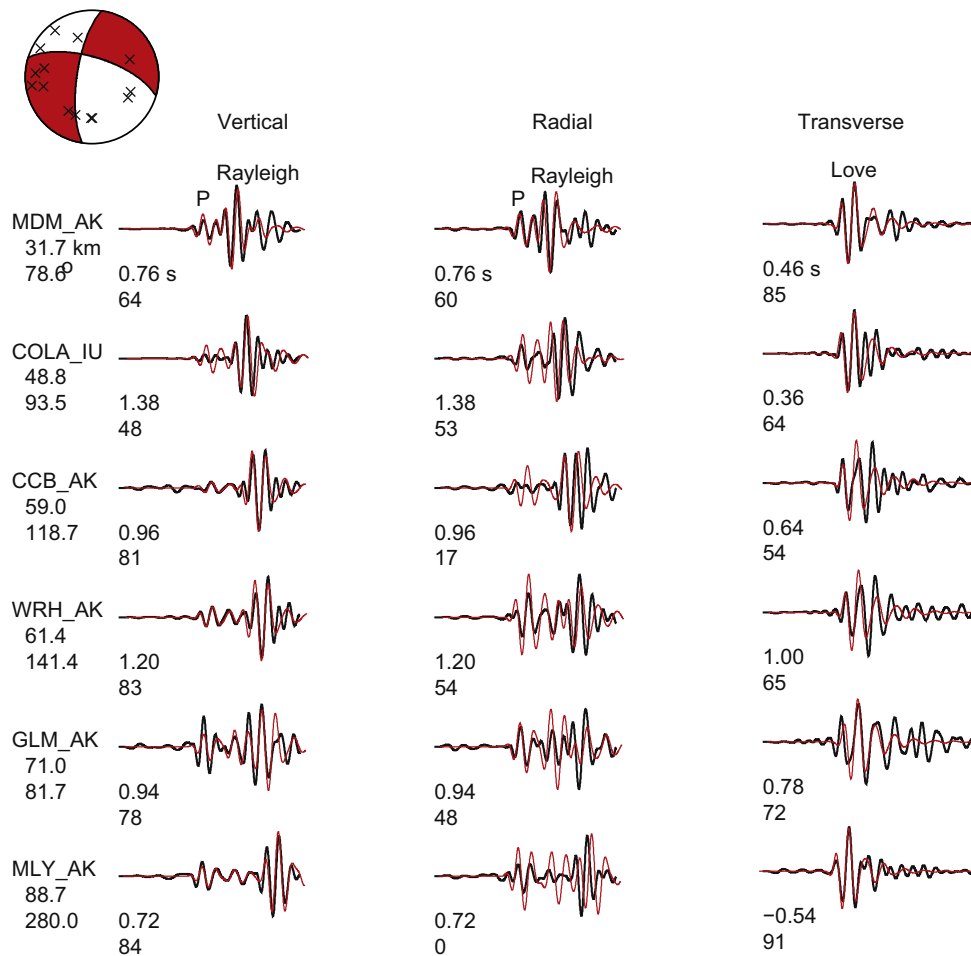 Vertical Radial Transverse
Rayleigh Rayleigh Love
P P
MDM_AK
31.7 km
78.6°
0.76 s 0.76 s 0.46 s
64 60 85
COLA_IU
48.8
93.5
1.38 1.38 0.36
48 53 64
CCB_AK
59.0
118.7
0.96 0.96 0.64
81 17 54
WRH_AK
61.4
141.4
1.20 1.20 1.00
83 54 65
GLM_AK
71.0
81.7
0.94 0.94 0.78
78 48 72
MLY_AK
88.7
280.0
0.72 0.72 −0.54
84 0 91